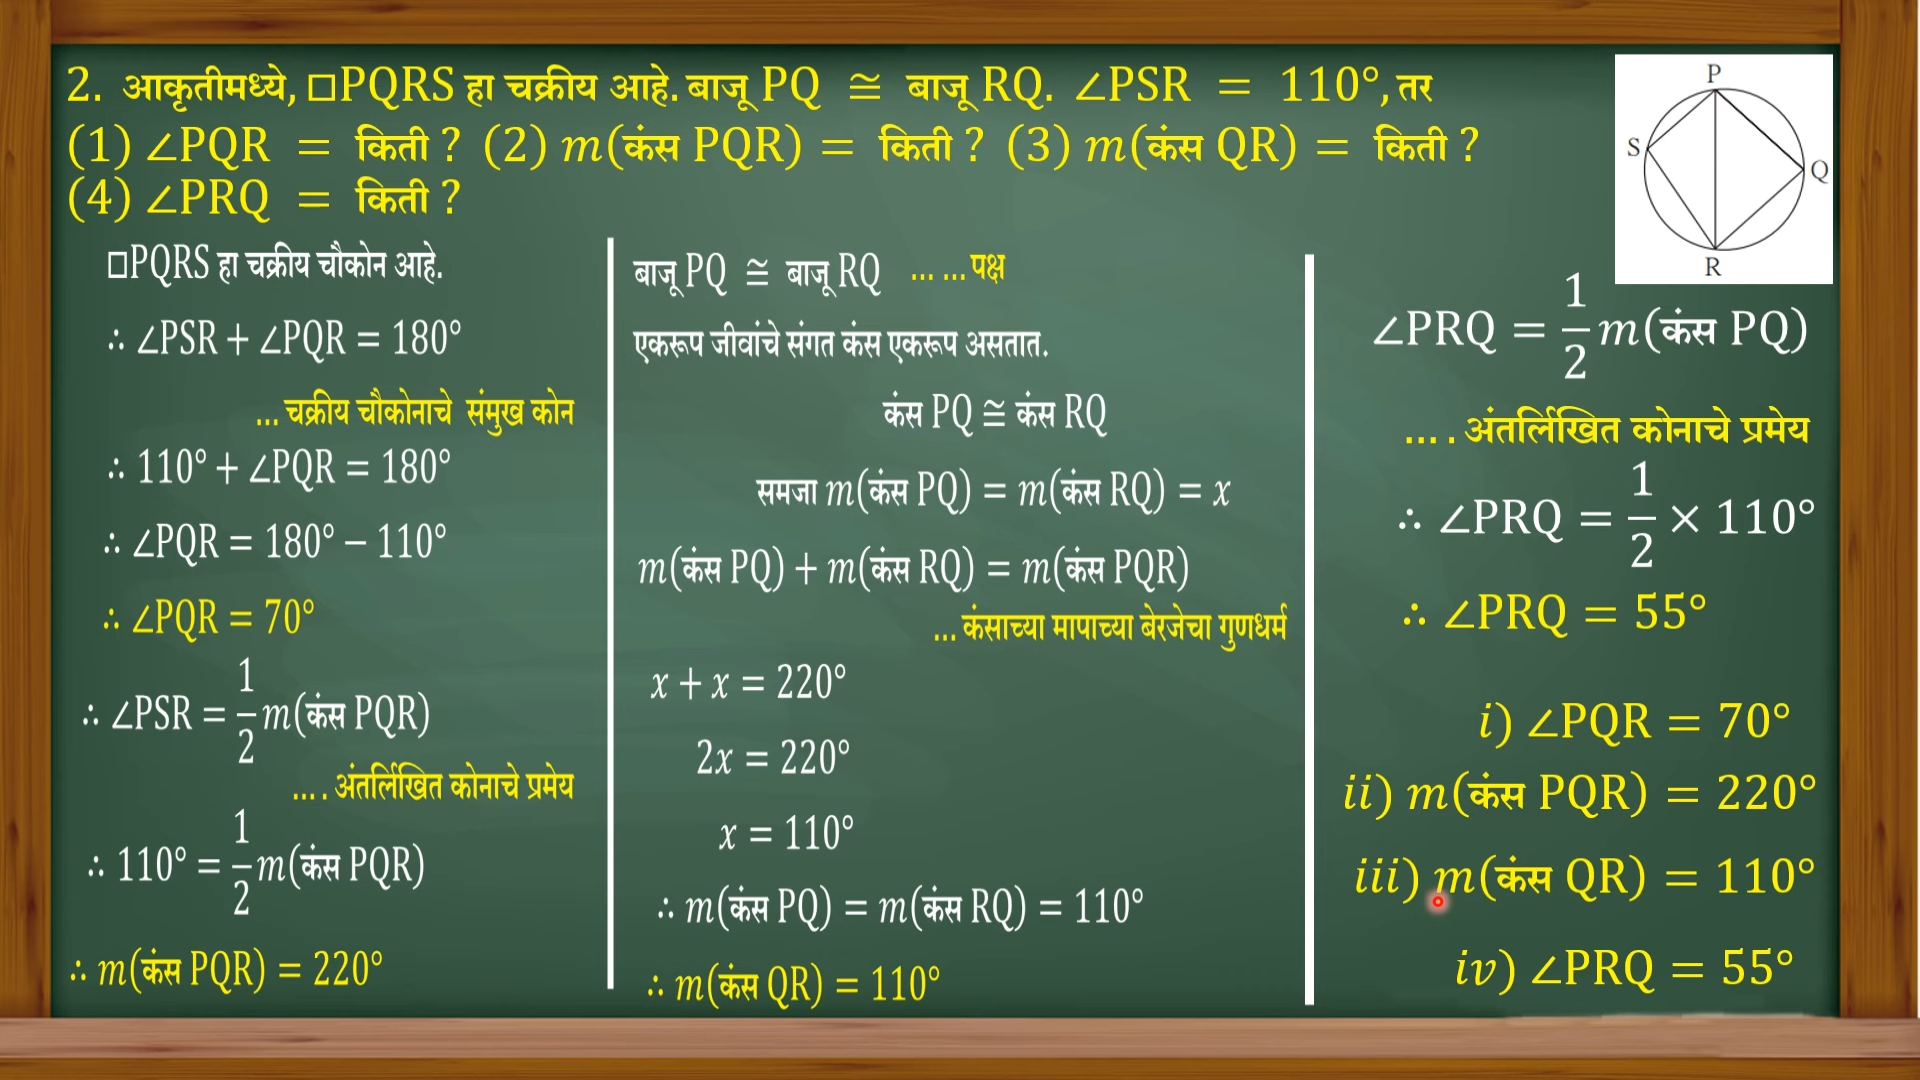 2. आकृतीमध्ये, □PQRS हा चक्रीय आहे. बाजू PQ ≅ बाजू RQ. ∠PSR = 110°, तर
(1) ∠PQR = किती ? (2) m(कंस PQR) = किती ? (3) m(कंस QR) = किती ?
(4) ∠PRQ = किती ?
P
S
Q
R
□PQRS हा चक्रीय चौकोन आहे.
∴ ∠PSR + ∠PQR = 180°
... चक्रीय चौकोनाचे संमुख कोन
∴ 110° + ∠PQR = 180°
∴ ∠PQR = 180° − 110°
∴ ∠PQR = 70°
∴ ∠PSR = 1/2 m(कंस PQR)
... . अंतर्लिखित कोनाचे प्रमेय
∴ 110° = 1/2 m(कंस PQR)
∴ m(कंस PQR) = 220°
बाजू PQ ≅ बाजू RQ ... ... पक्ष
एकरूप जीवांचे संगत कंस एकरूप असतात.
कंस PQ ≅ कंस RQ
समजा m(कंस PQ) = m(कंस RQ) = x
m(कंस PQ) + m(कंस RQ) = m(कंस PQR)
... कंसाच्या मापाच्या बेरजेचा गुणधर्म
x + x = 220°
2x = 220°
x = 110°
∴ m(कंस PQ) = m(कंस RQ) = 110°
∴ m(कंस QR) = 110°
∠PRQ = 1/2 m(कंस PQ)
... . अंतर्लिखित कोनाचे प्रमेय
∴ ∠PRQ = 1/2 × 110°
∴ ∠PRQ = 55°
i) ∠PQR = 70°
ii) m(कंस PQR) = 220°
iii) m(कंस QR) = 110°
iv) ∠PRQ = 55°